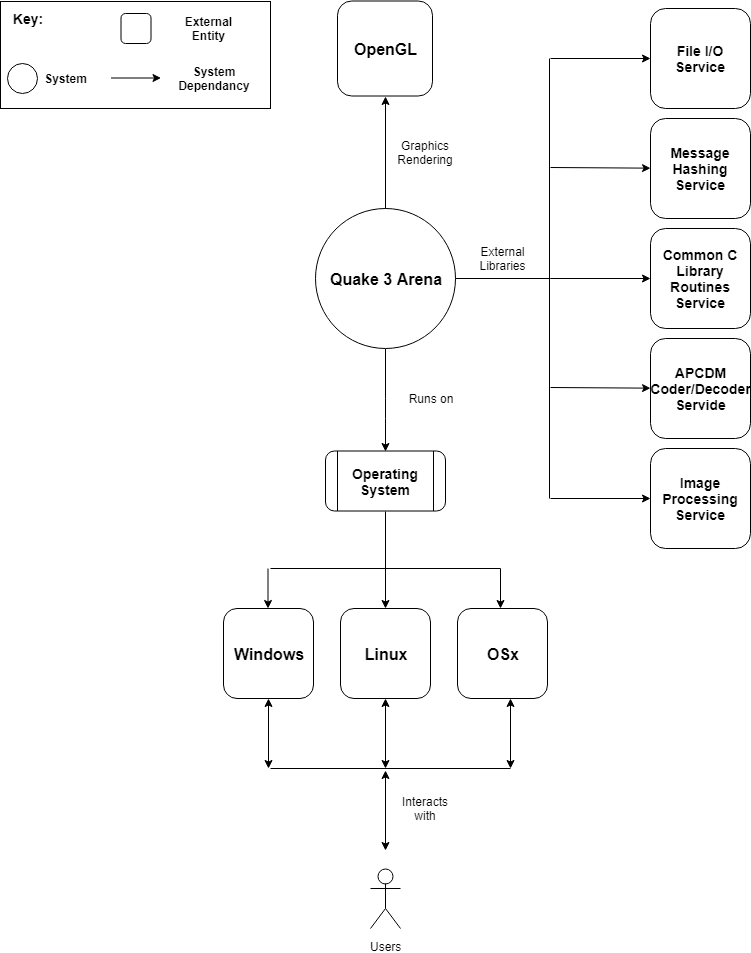 Key:
External
Entity
System
System
Dependancy
OpenGL
Graphics
Rendering
Quake 3 Arena
External
Libraries
File I/O
Service
Message
Hashing
Service
Common C
Library
Routines
Service
APCDM
Coder/Decoder
Servide
Image
Processing
Service
Runs on
Operating
System
Windows
Linux
OSx
Interacts
with
Users